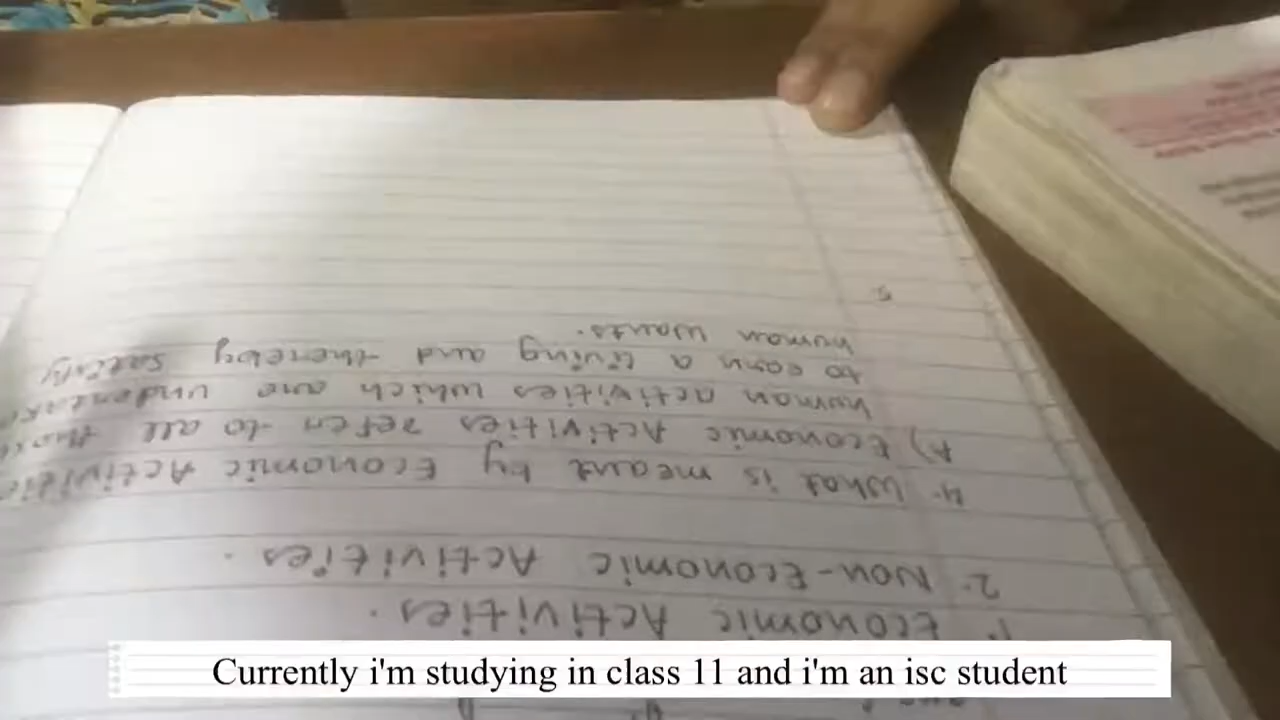 1. Economic Activities.
2. Non-Economic Activities.
4. What is meant by Economic Activities
A) Economic Activities refer to all those
human activities which are undertake
to earn a living and thereby satisfy
human wants.
5
Currently i'm studying in class 11 and i'm an isc student